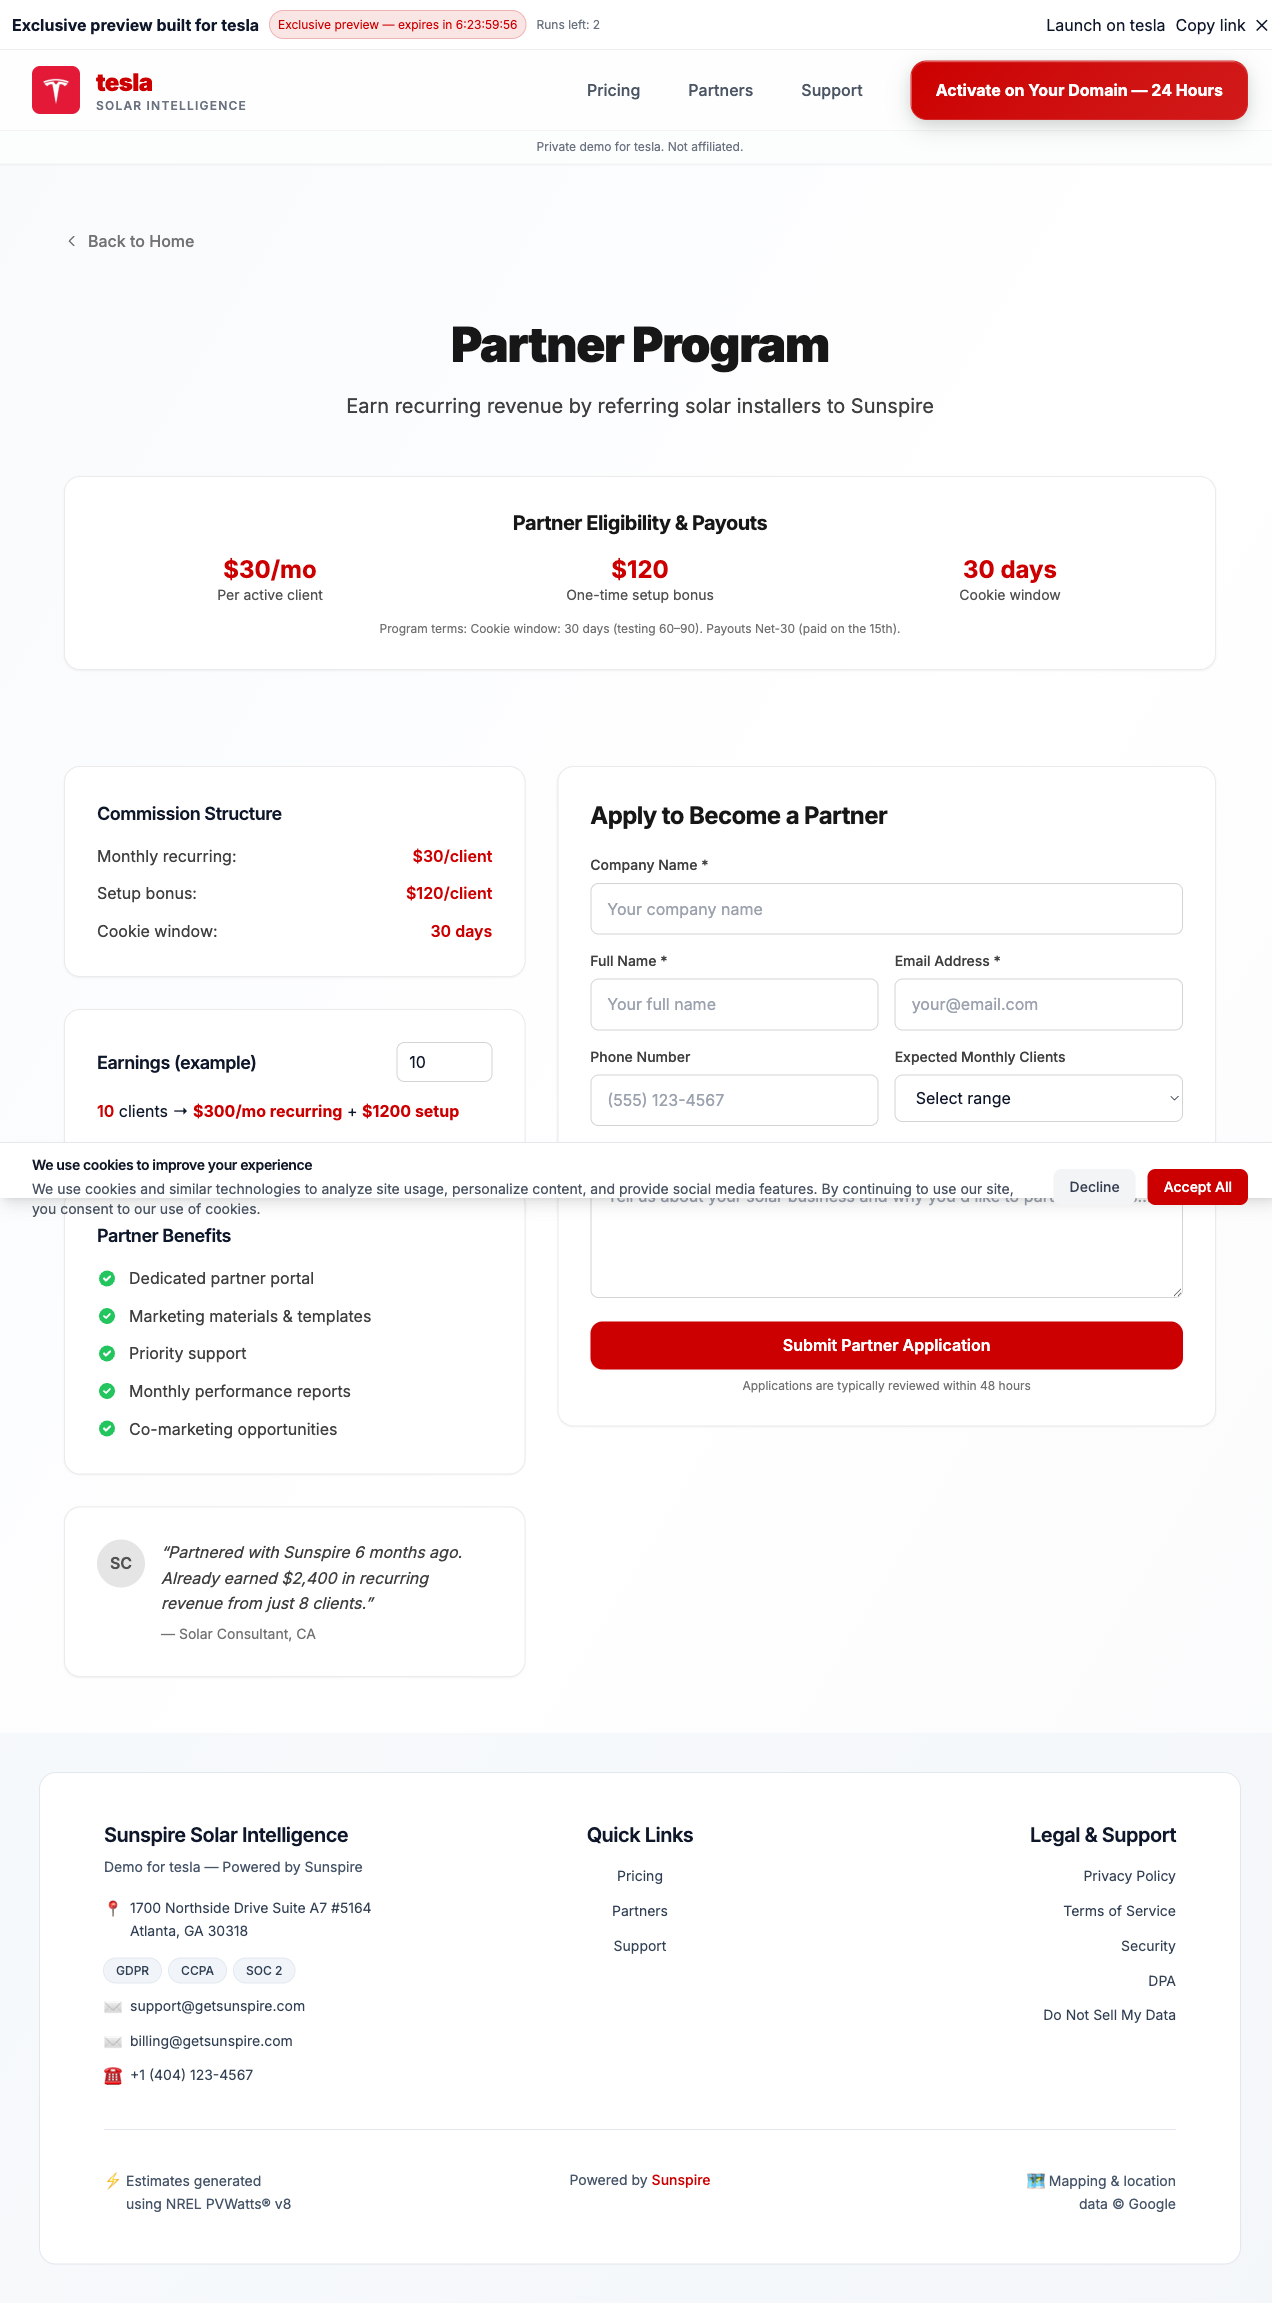 Exclusive preview built for tesla
Exclusive preview — expires in 6:23:59:56
Runs left: 2
Launch on tesla
Copy link
tesla
SOLAR INTELLIGENCE
Pricing
Partners
Support
Activate on Your Domain — 24 Hours
Private demo for tesla. Not affiliated.
Back to Home
Partner Program
Earn recurring revenue by referring solar installers to Sunspire
Partner Eligibility & Payouts
$30/mo
Per active client
$120
One-time setup bonus
30 days
Cookie window
Program terms: Cookie window: 30 days (testing 60–90). Payouts Net-30 (paid on the 15th).
Commission Structure
Monthly recurring:
$30/client
Setup bonus:
$120/client
Cookie window:
30 days
Earnings (example)
10
10 clients → $300/mo recurring + $1200 setup
Apply to Become a Partner
Company Name *
Your company name
Full Name *
Your full name
Email Address *
your@email.com
Phone Number
(555) 123-4567
Expected Monthly Clients
Select range
We use cookies to improve your experience
We use cookies and similar technologies to analyze site usage, personalize content, and provide social media features. By continuing to use our site,
you consent to our use of cookies.
Decline
Accept All
Partner Benefits
Dedicated partner portal
Marketing materials & templates
Priority support
Monthly performance reports
Co-marketing opportunities
Submit Partner Application
Applications are typically reviewed within 48 hours
SC
“Partnered with Sunspire 6 months ago.
Already earned $2,400 in recurring
revenue from just 8 clients.”
— Solar Consultant, CA
Sunspire Solar Intelligence
Demo for tesla — Powered by Sunspire
1700 Northside Drive Suite A7 #5164
Atlanta, GA 30318
GDPR
CCPA
SOC 2
support@getsunspire.com
billing@getsunspire.com
+1 (404) 123-4567
Quick Links
Pricing
Partners
Support
Legal & Support
Privacy Policy
Terms of Service
Security
DPA
Do Not Sell My Data
Estimates generated
using NREL PVWatts® v8
Powered by Sunspire
Mapping & location
data © Google